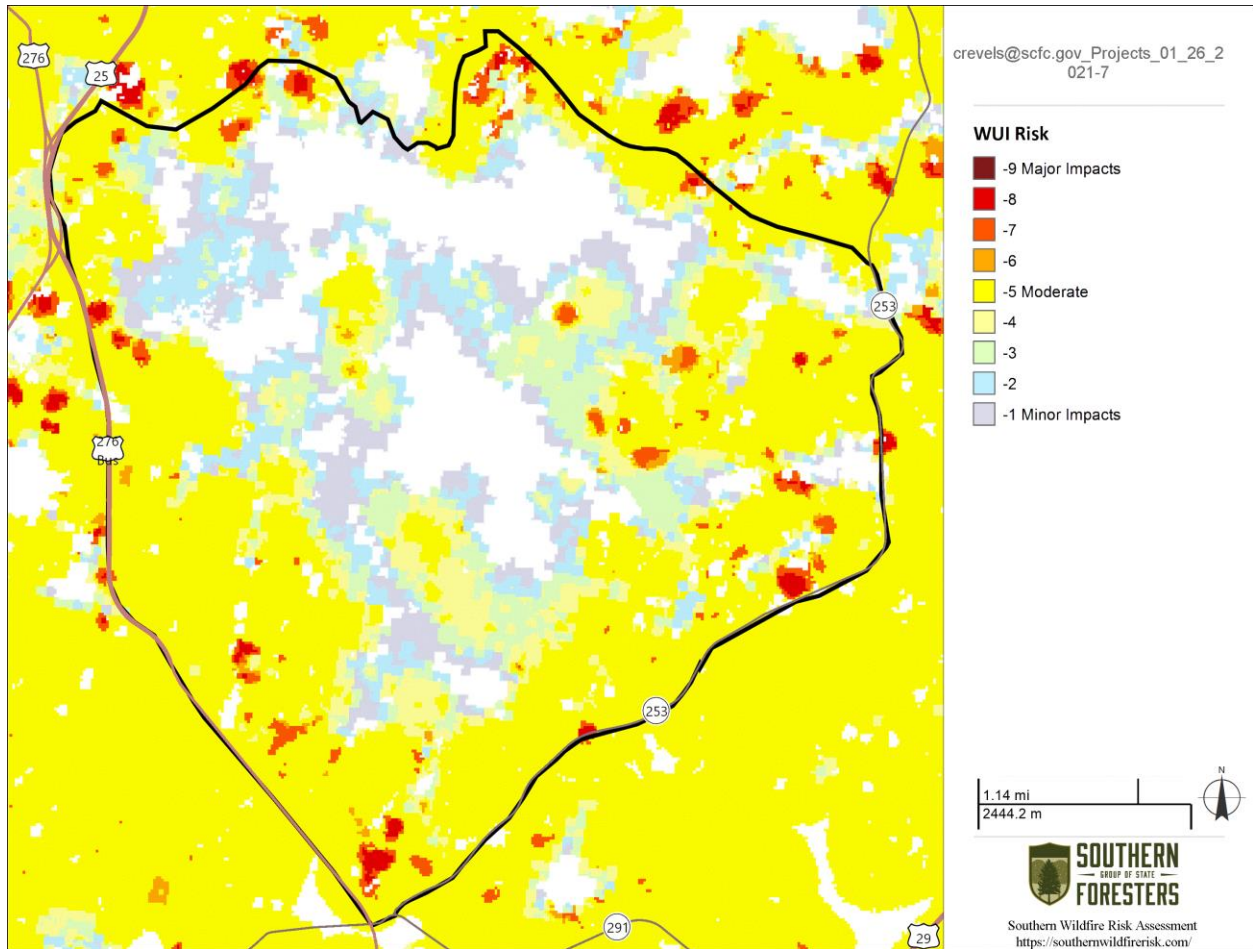 276
25
253
276
Bus
253
291
29
crevels@scfc.gov_Projects_01_26_2
021-7
WUI Risk
-9 Major Impacts
-8
-7
-6
-5 Moderate
-4
-3
-2
-1 Minor Impacts
N
1.14 mi
2444.2 m
SOUTHERN
GROUP OF STATE
FORESTERS
Southern Wildfire Risk Assessment
https://southernwildfirerisk.com/